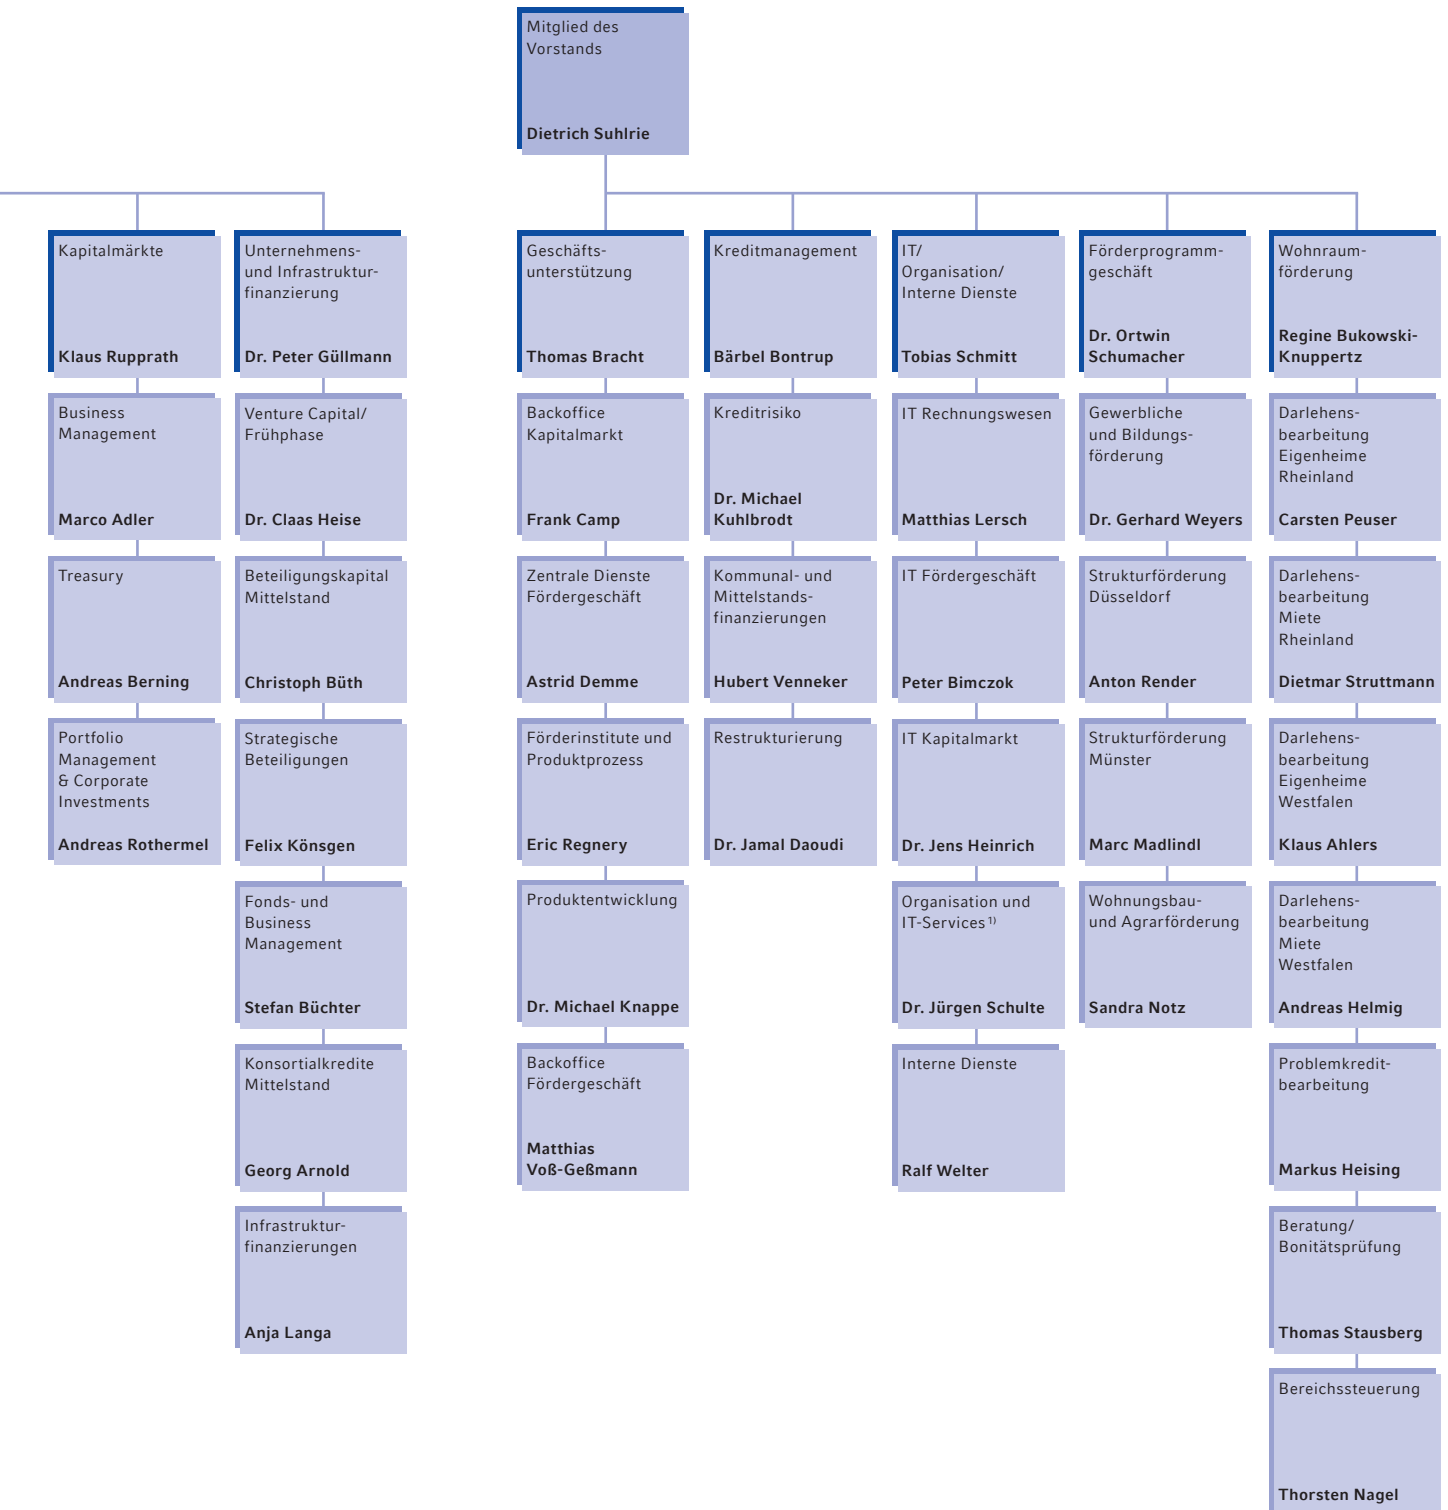 Mitglied des
Vorstands
Dietrich Suhlrie
Kapitalmärkte
Klaus Rupprath
Business
Management
Marco Adler
Treasury
Andreas Berning
Portfolio
Management
& Corporate
Investments
Andreas Rothermel
Unternehmens-
und Infrastruktur-
finanzierung
Dr. Peter Güllmann
Venture Capital/
Frühphase
Dr. Claas Heise
Beteiligungskapital
Mittelstand
Christoph Büth
Strategische
Beteiligungen
Felix Könsgen
Fonds- und
Business
Management
Stefan Büchter
Konsortialkredite
Mittelstand
Georg Arnold
Infrastruktur-
finanzierungen
Anja Langa
Geschäfts-
unterstützung
Thomas Bracht
Backoffice
Kapitalmarkt
Frank Camp
Zentrale Dienste
Fördergeschäft
Astrid Demme
Förderinstitute und
Produktprozess
Eric Regnery
Produktentwicklung
Dr. Michael Knappe
Backoffice
Fördergeschäft
Matthias
Voß-Geßmann
Kreditmanagement
Bärbel Bontrup
Kreditrisiko
Dr. Michael
Kuhlbrodt
Kommunal- und
Mittelstands-
finanzierungen
Hubert Venneker
Restrukturierung
Dr. Jamal Daoudi
IT/
Organisation/
Interne Dienste
Tobias Schmitt
IT Rechnungswesen
Matthias Lersch
IT Fördergeschäft
Peter Bimczok
IT Kapitalmarkt
Dr. Jens Heinrich
Organisation und
IT-Services 1)
Dr. Jürgen Schulte
Interne Dienste
Ralf Welter
Förderprogramm-
geschäft
Dr. Ortwin
Schumacher
Gewerbliche
und Bildungs-
förderung
Dr. Gerhard Weyers
Strukturförderung
Düsseldorf
Anton Render
Strukturförderung
Münster
Marc Madlindl
Wohnungsbau-
und Agrarförderung
Sandra Notz
Wohnraum-
förderung
Regine Bukowski-
Knuppertz
Darlehens-
bearbeitung
Eigenheime
Rheinland
Carsten Peuser
Darlehens-
bearbeitung
Miete
Rheinland
Dietmar Struttmann
Darlehens-
bearbeitung
Eigenheime
Westfalen
Klaus Ahlers
Darlehens-
bearbeitung
Miete
Westfalen
Andreas Helmig
Problemkredit-
bearbeitung
Markus Heising
Beratung/
Bonitätsprüfung
Thomas Stausberg
Bereichssteuerung
Thorsten Nagel